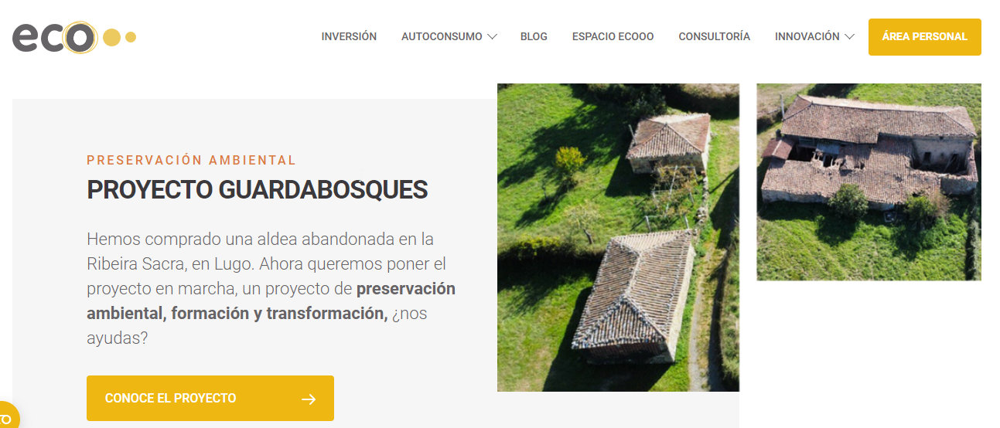 eco
INVERSIÓN AUTOCONSUMO BLOG ESPACIO ECOOO CONSULTORÍA INNOVACIÓN ÁREA PERSONAL
PRESERVACIÓN AMBIENTAL
PROYECTO GUARDABOSQUES
Hemos comprado una aldea abandonada en la
Ribeira Sacra, en Lugo. Ahora queremos poner el
proyecto en marcha, un proyecto de preservación
ambiental, formación y transformación, ¿nos
ayudas?
CONOCE EL PROYECTO